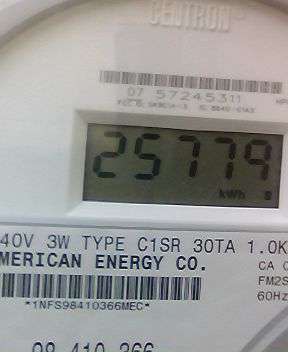 CENTRON
07 57245311
25779
kWh
40V 3W TYPE C1SR 30TA 1.0K
MERICAN ENERGY CO.
CA 0
FM2S
60Hz
*1NFS98410366MEC*
98 410 366